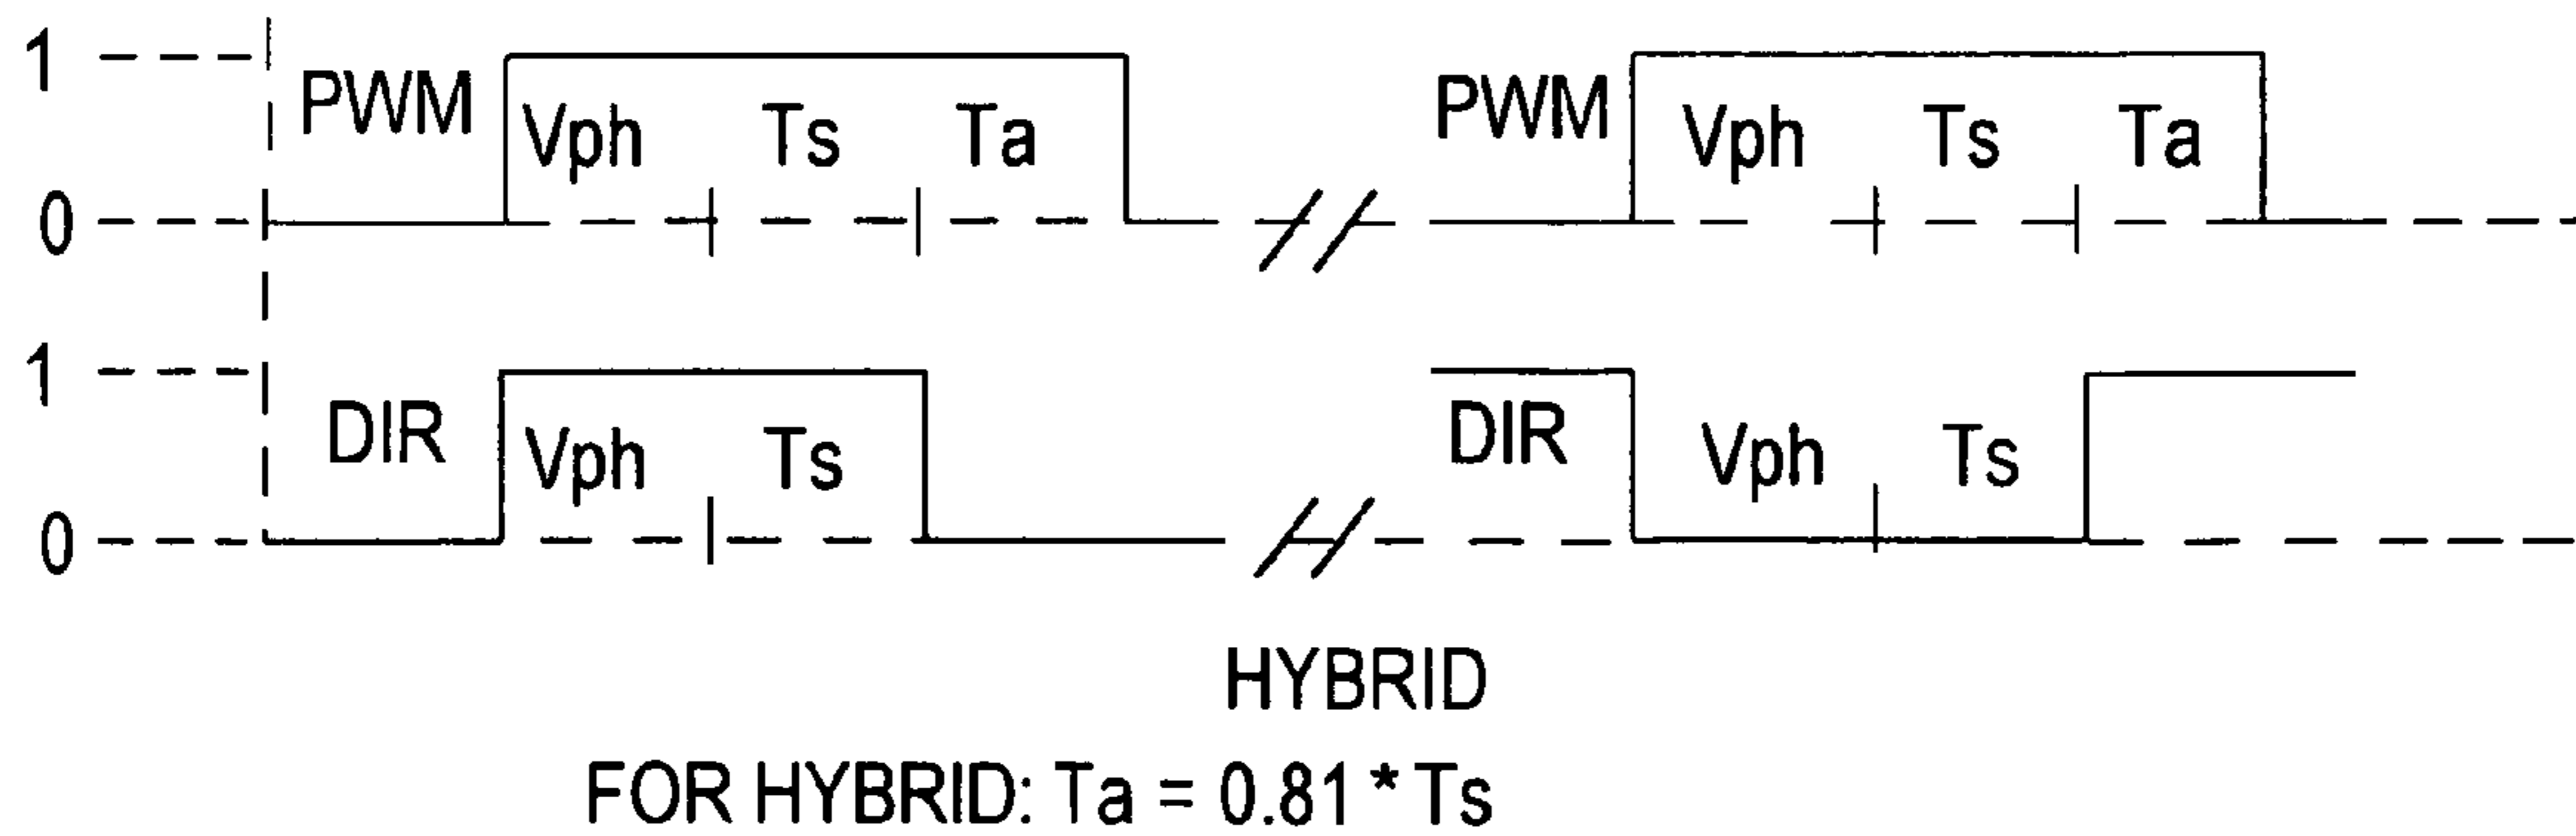 1 PWM Vph Ts Ta PWM Vph Ts Ta
0
1 DIR Vph Ts DIR Vph Ts
0
HYBRID
FOR HYBRID: Ta = 0.81 * Ts